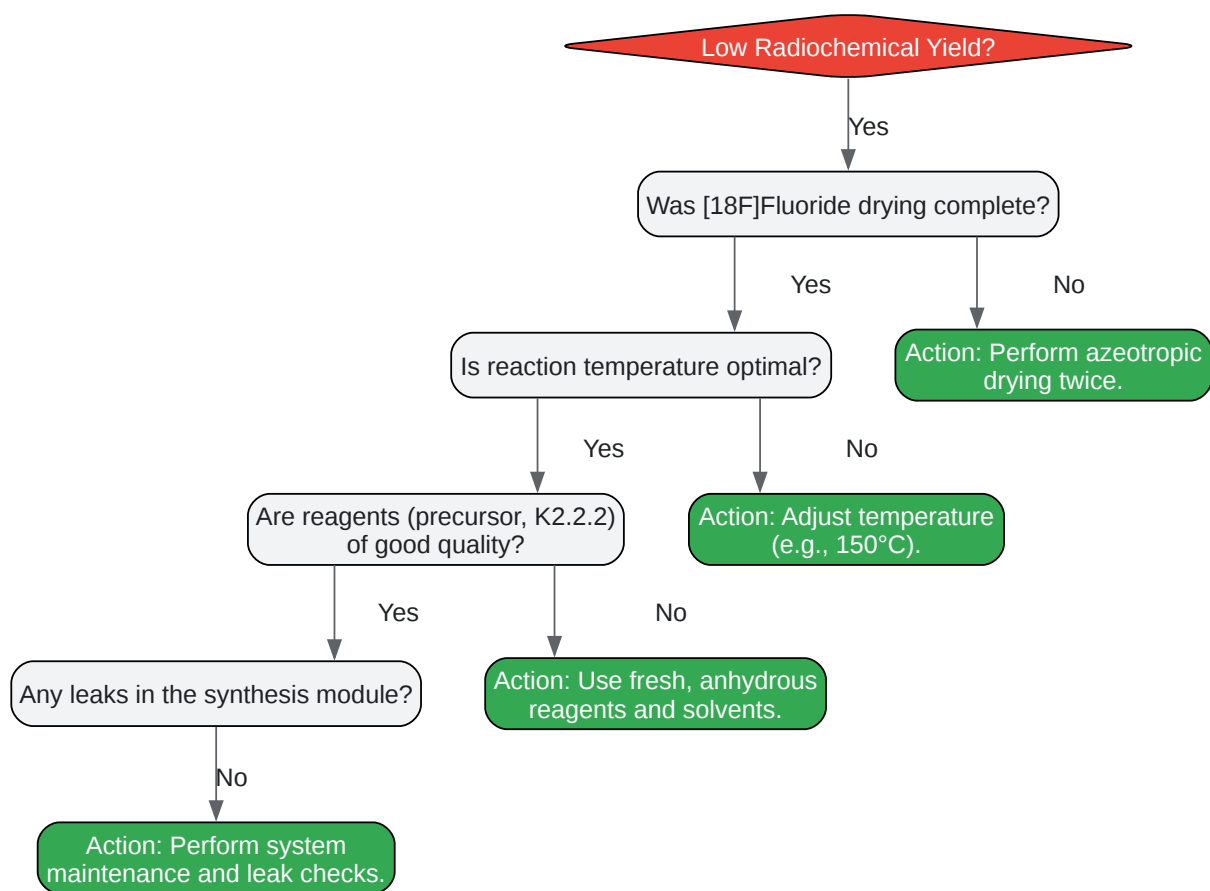 Low Radiochemical Yield?
Yes
Was [18F]Fluoride drying complete?
Yes
No
Is reaction temperature optimal?
Action: Perform azeotropic
drying twice.
Yes
No
Are reagents (precursor, K2.2.2)
of good quality?
Action: Adjust temperature
(e.g., 150°C).
Yes
No
Any leaks in the synthesis module?
Action: Use fresh, anhydrous
reagents and solvents.
No
Action: Perform system
maintenance and leak checks.